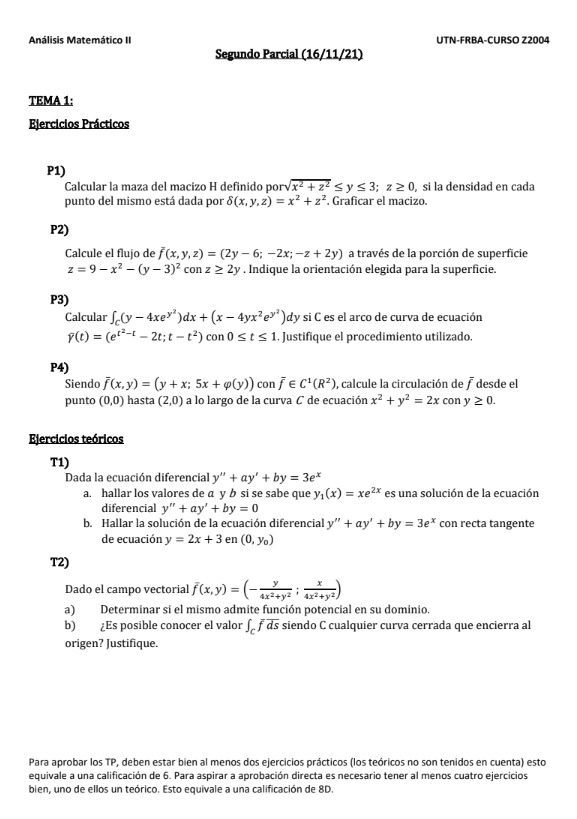 Análisis Matemático II UTN-FRBA-CURSO Z2004
Segundo Parcial (16/11/21)
TEMA 1:
Ejercicios Prácticos
P1)
Calcular la maza del macizo H definido por√(x² + z²) ≤ y ≤ 3; z ≥ 0, si la densidad en cada
punto del mismo está dada por δ(x, y, z) = x² + z². Graficar el macizo.
P2)
Calcule el flujo de f̄(x, y, z) = (2y − 6; −2x; −z + 2y) a través de la porción de superficie
z = 9 − x² − (y − 3)² con z ≥ 2y . Indique la orientación elegida para la superficie.
P3)
Calcular ∫_C(y − 4xe^{y²})dx + (x − 4yx²e^{y²})dy si C es el arco de curva de ecuación
γ̄(t) = (e^{t²−t} − 2t; t − t²) con 0 ≤ t ≤ 1. Justifique el procedimiento utilizado.
P4)
Siendo f̄(x, y) = (y + x; 5x + φ(y)) con f̄ ∈ C¹(R²), calcule la circulación de f̄ desde el
punto (0,0) hasta (2,0) a lo largo de la curva C de ecuación x² + y² = 2x con y ≥ 0.
Ejercicios teóricos
T1)
Dada la ecuación diferencial y′′ + ay′ + by = 3eˣ
a. hallar los valores de a y b si se sabe que y₁(x) = xe²ˣ es una solución de la ecuación
diferencial y′′ + ay′ + by = 0
b. Hallar la solución de la ecuación diferencial y′′ + ay′ + by = 3eˣ con recta tangente
de ecuación y = 2x + 3 en (0, y₀)
T2)
Dado el campo vectorial f̄(x, y) = (−y/(4x²+y²) ; x/(4x²+y²))
a) Determinar si el mismo admite función potencial en su dominio.
b) ¿Es posible conocer el valor ∫_C f̄ d̄s̄ siendo C cualquier curva cerrada que encierra al
origen? Justifique.
Para aprobar los TP, deben estar bien al menos dos ejercicios prácticos (los teóricos no son tenidos en cuenta) esto
equivale a una calificación de 6. Para aspirar a aprobación directa es necesario tener al menos cuatro ejercicios
bien, uno de ellos un teórico. Esto equivale a una calificación de 8D.